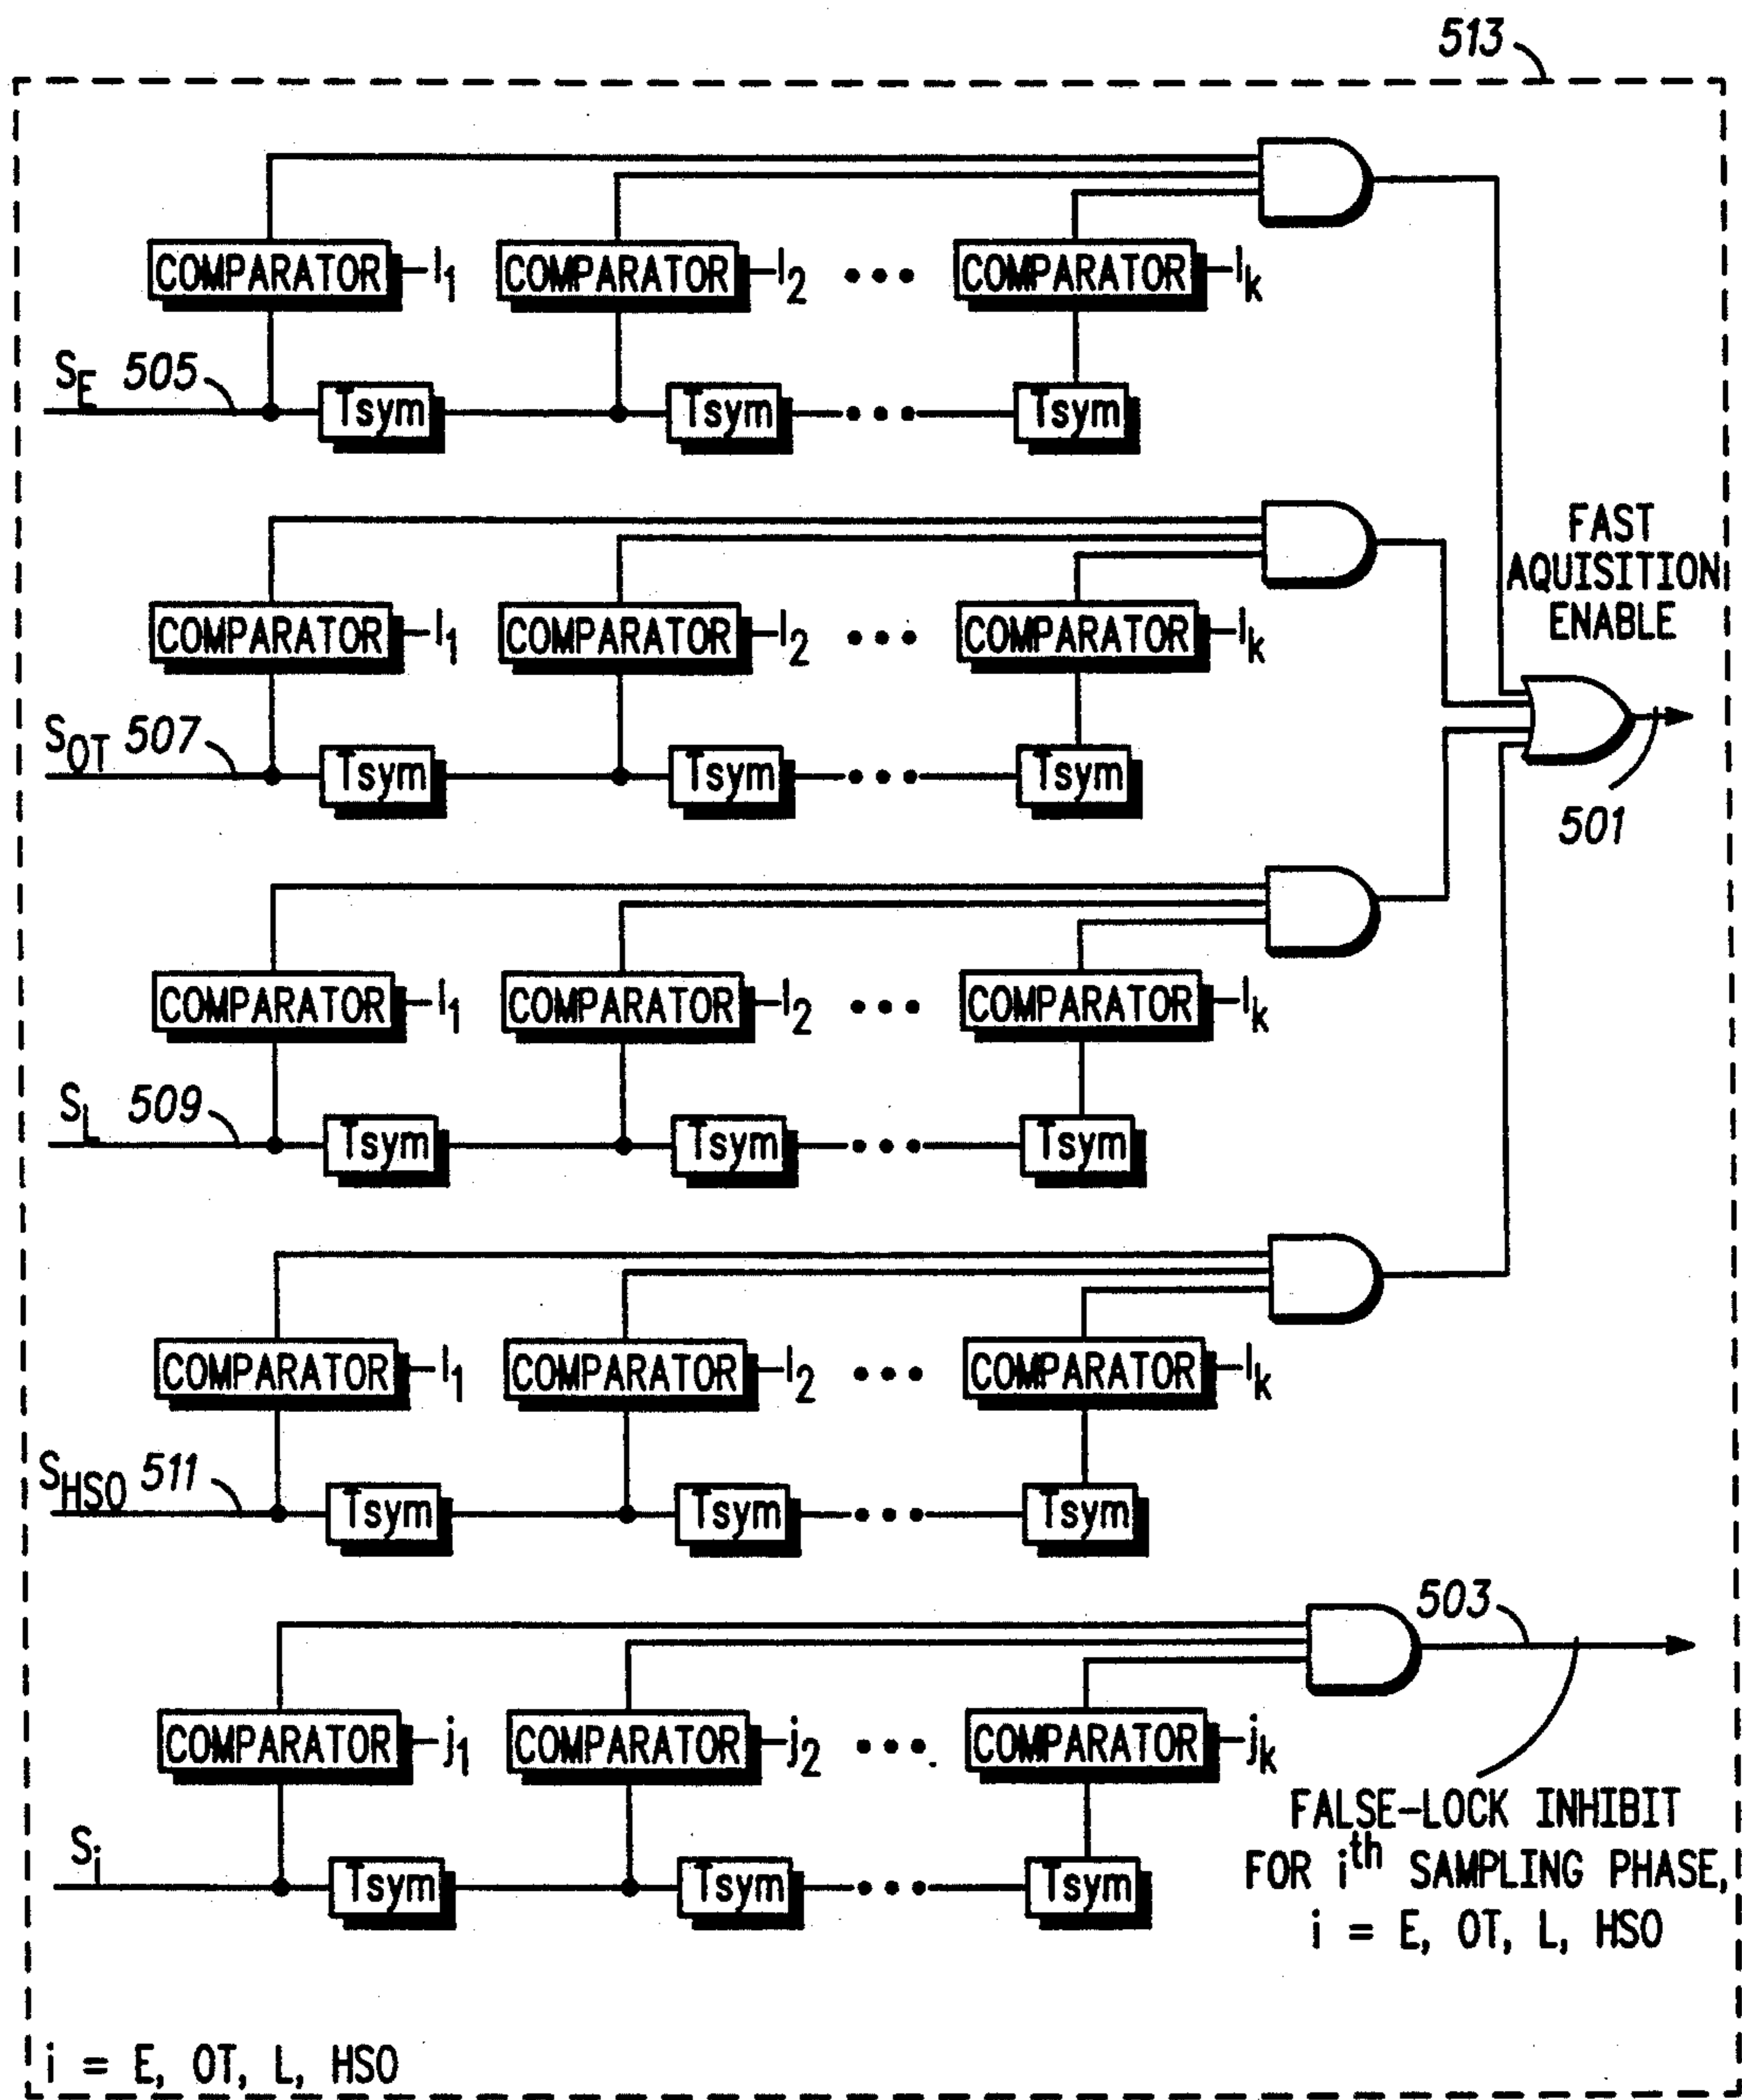 513
COMPARATOR I1 COMPARATOR I2 ••• COMPARATOR Ik
SE 505 Tsym Tsym ••• Tsym
FAST
AQUISITION
ENABLE
COMPARATOR I1 COMPARATOR I2 ••• COMPARATOR Ik
SOT 507 Tsym Tsym ••• Tsym
501
COMPARATOR I1 COMPARATOR I2 ••• COMPARATOR Ik
SL 509 Tsym Tsym ••• Tsym
COMPARATOR I1 COMPARATOR I2 ••• COMPARATOR Ik
SHSO 511 Tsym Tsym ••• Tsym
503
COMPARATOR j1 COMPARATOR j2 ••• COMPARATOR jk
Si Tsym Tsym ••• Tsym
FALSE-LOCK INHIBIT
FOR ith SAMPLING PHASE,
i = E, OT, L, HSO
i = E, OT, L, HSO